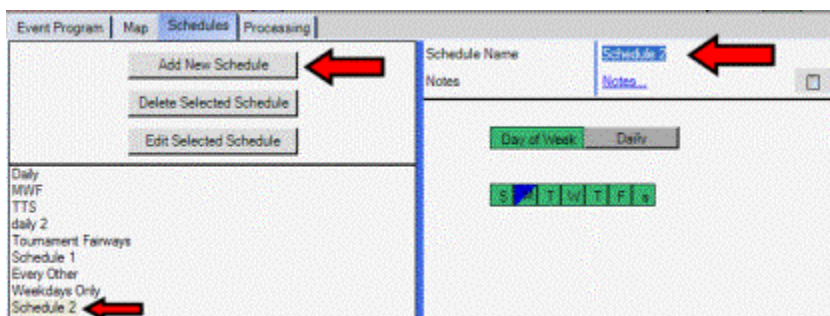 Event Program Map Schedules Processing
Add New Schedule
Delete Selected Schedule
Edit Selected Schedule
Daily
MWF
TTS
daily 2
Tournament Fairways
Schedule 1
Every Other
Weekdays Only
Schedule 2
Schedule Name Schedule 2
Notes Notes...
Day of Week Daily
S T W T F s